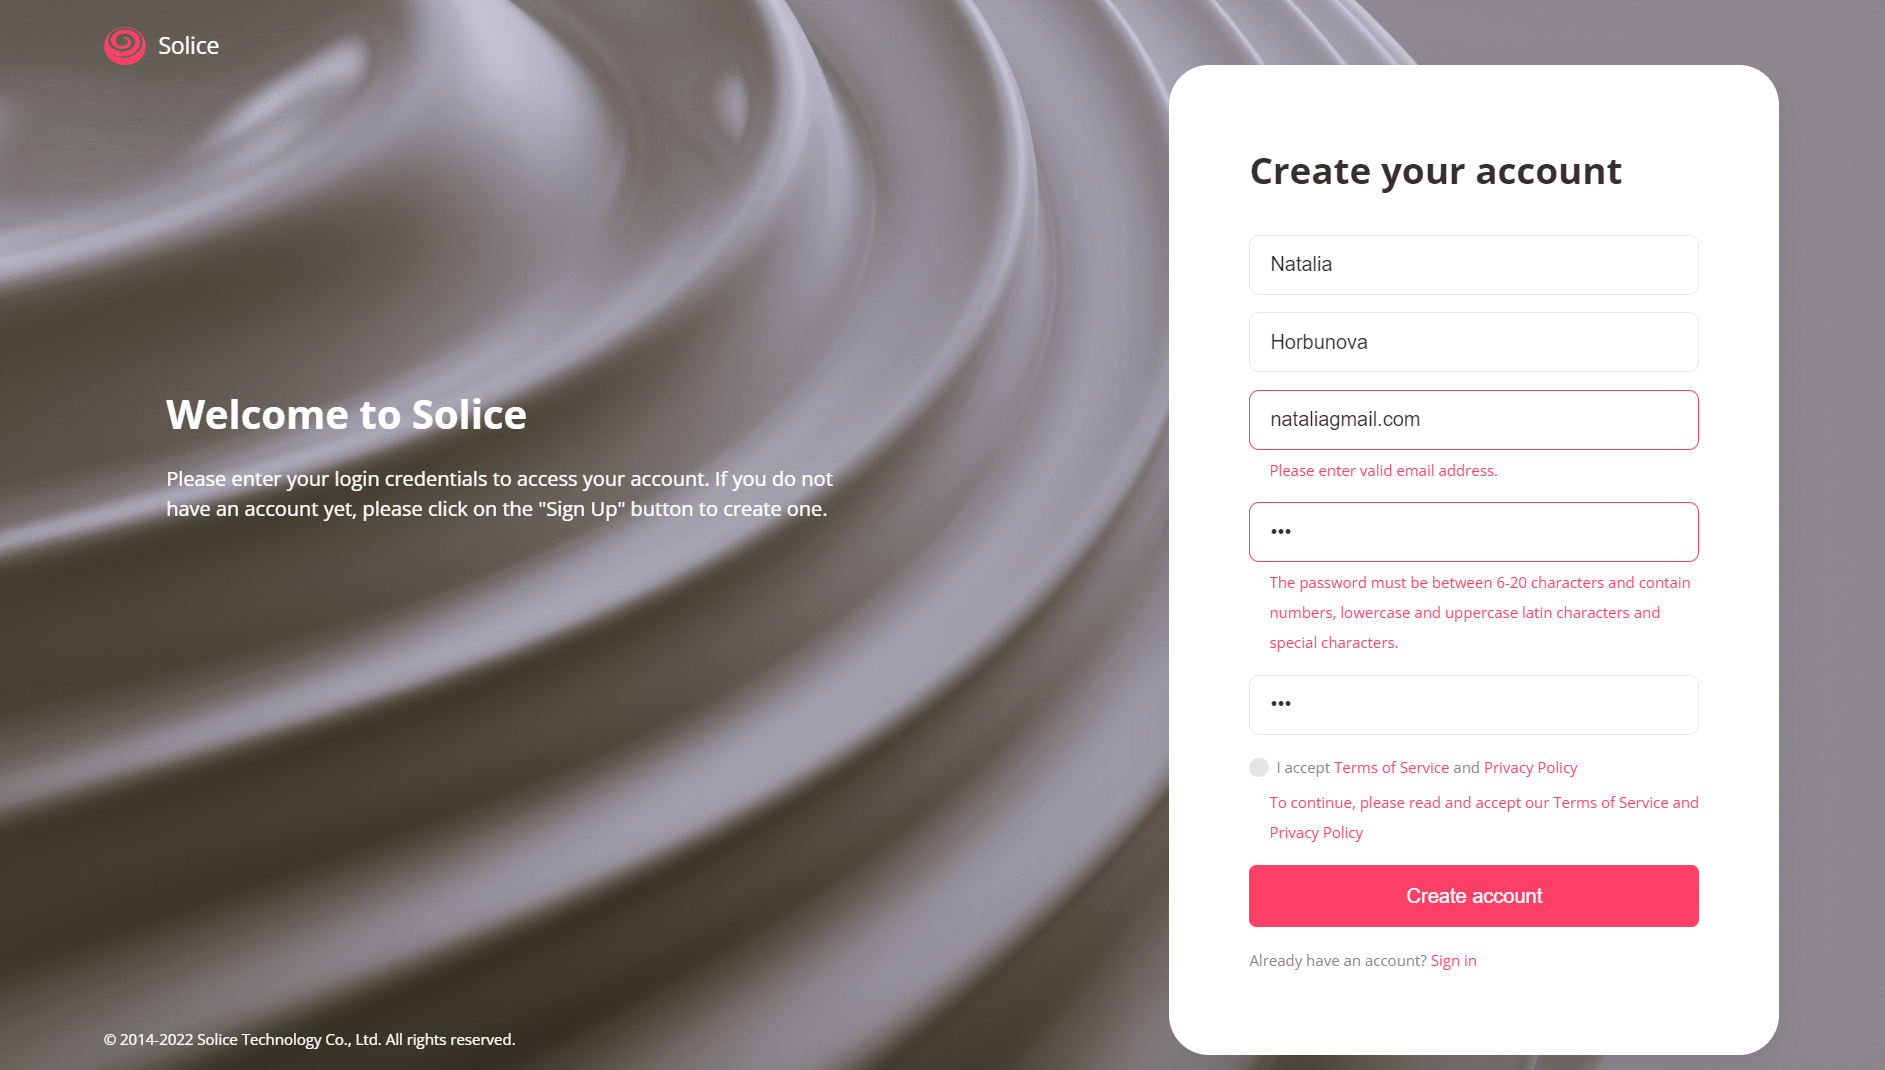 Solice
Welcome to Solice
Please enter your login credentials to access your account. If you do not
have an account yet, please click on the "Sign Up" button to create one.
© 2014-2022 Solice Technology Co., Ltd. All rights reserved.
Create your account
Natalia
Horbunova
nataliagmail.com
Please enter valid email address.
•••
The password must be between 6-20 characters and contain
numbers, lowercase and uppercase latin characters and
special characters.
•••
I accept Terms of Service and Privacy Policy
To continue, please read and accept our Terms of Service and
Privacy Policy
Create account
Already have an account? Sign in